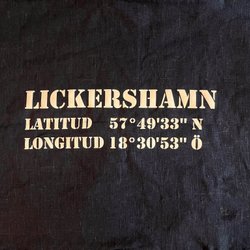 LICKERSHAMN
LATITUD 57°49'33" N
LONGITUD 18°30'53" Ö